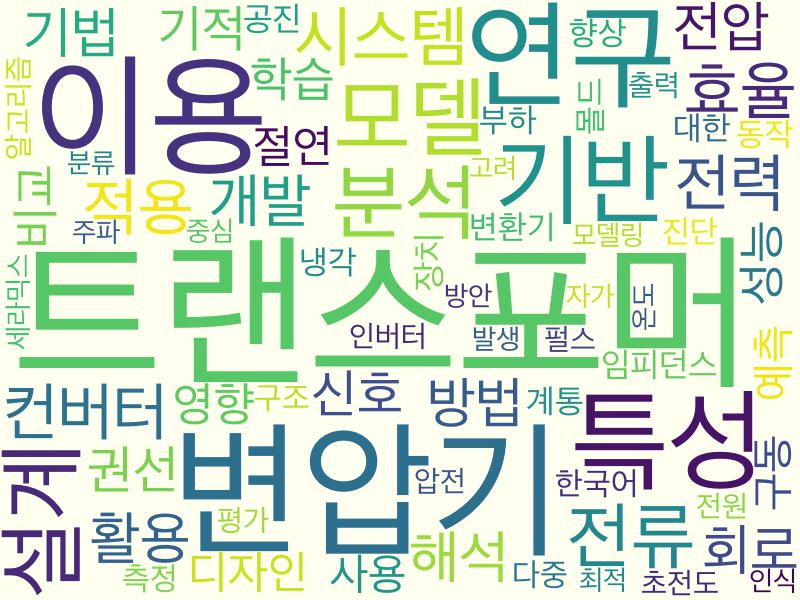 기법
기적
공진
시스템
연구
향상
전압
알고리즘
이용
학습
모델
부하
몰드
출력
효율
분류
절연
대한
동작
비교
적용
개발
분석
고려
기반
전력
주파
중심
변환기
모델링
진단
성능
세라믹스
트랜스포머
냉각
장치
방안
자가
온도
인버터
발생
펄스
임피던스
예측
컨버터
영향
구조
신호
방법
계통
특성
설계
권선
변압기
압전
한국어
구동
전원
활용
평가
해석
전류
회로
측정
디자인
사용
다중
최적
초전도
인식